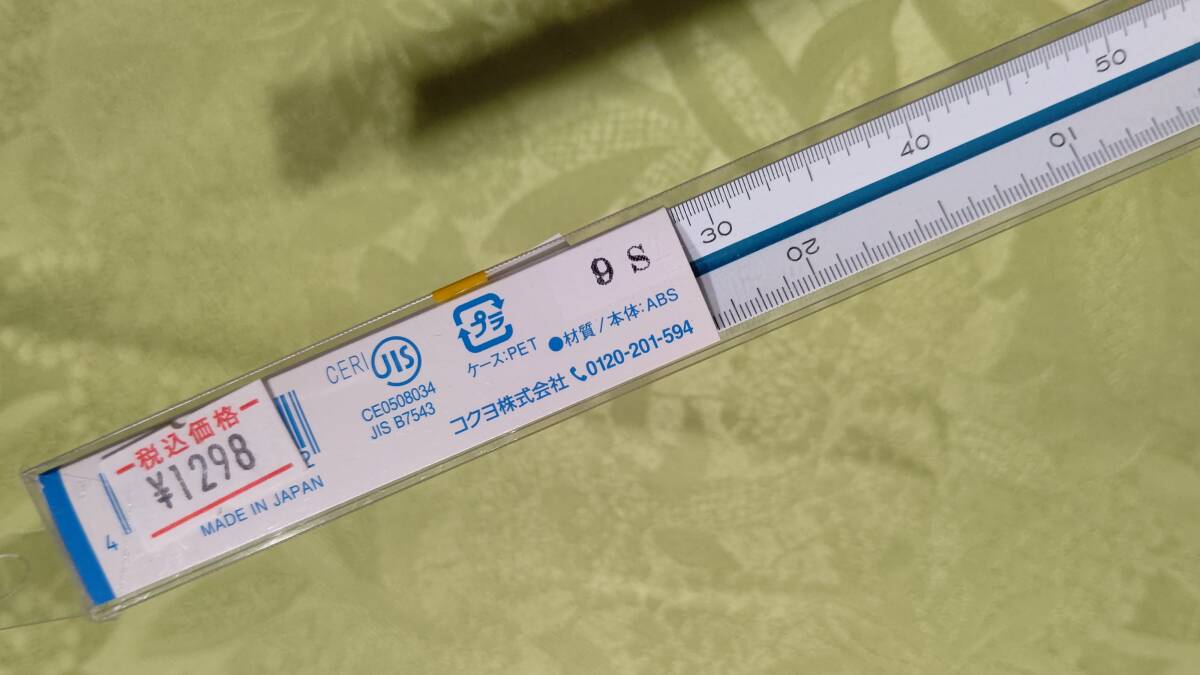 税込価格
¥1298
4
2
MADE IN JAPAN
CERI JIS
CE0508034
JIS B7543
プラ
ケース:PET
●材質/本体:ABS
コクヨ株式会社 0120-201-594
9 S
30 40 50
20 10